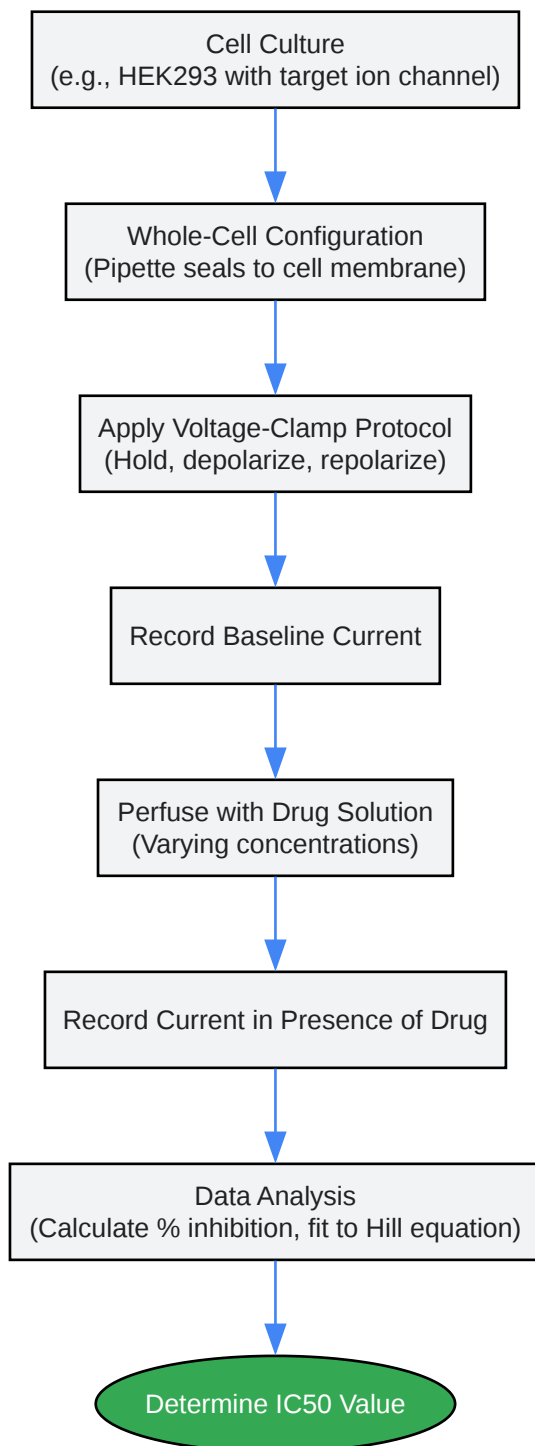 Cell Culture
(e.g., HEK293 with target ion channel)
Whole-Cell Configuration
(Pipette seals to cell membrane)
Apply Voltage-Clamp Protocol
(Hold, depolarize, repolarize)
Record Baseline Current
Perfuse with Drug Solution
(Varying concentrations)
Record Current in Presence of Drug
Data Analysis
(Calculate % inhibition, fit to Hill equation)
Determine IC50 Value